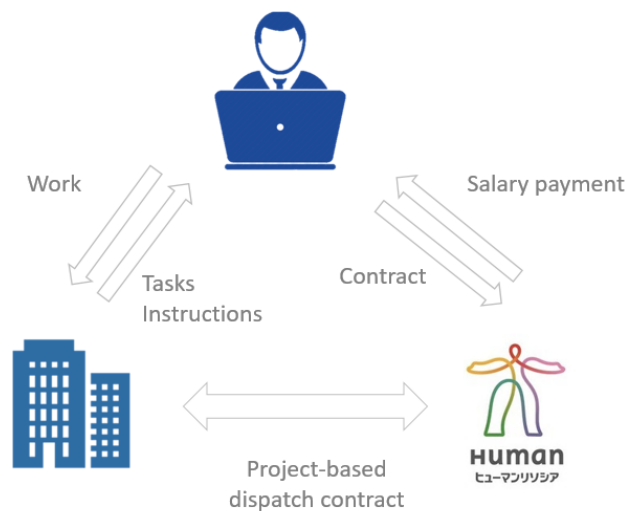 Work
Salary payment
Tasks
Instructions
Contract
Human
ヒューマンリソシア
Project-based
dispatch contract